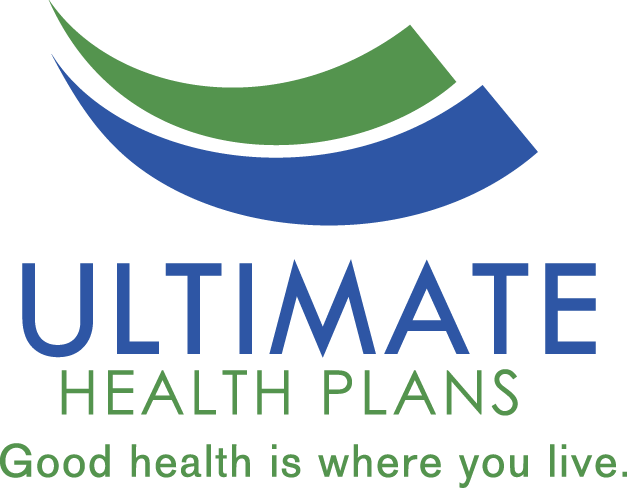 ULTIMATE
HEALTH PLANS
Good health is where you live.